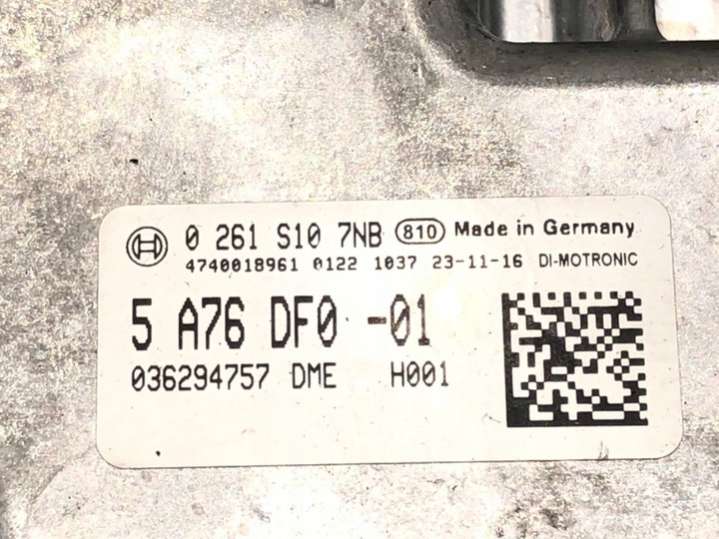 0 261 S10 7NB 810 Made in Germany
4740018961 0122 1037 23-11-16 DI-MOTRONIC
5 A76 DF0 -01
036294757 DME H001